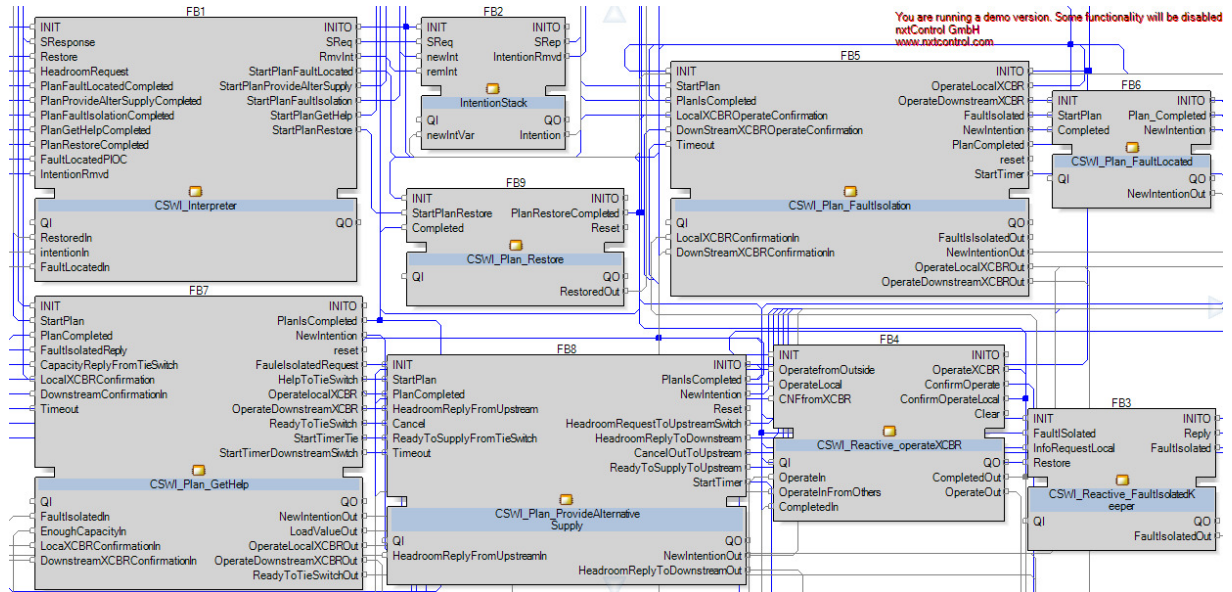 You are running a demo version. Some functionality will be disabled
nxtControl GmbH
www.nxtcontrol.com
FB1
INIT INITO
SResponse SReq
Restore RmvInt
HeadroomRequest StartPlanFaultLocated
PlanFaultLocatedCompleted StartPlanProvideAlterSupply
PlanProvideAlterSupplyCompleted StartPlanFaultIsolation
PlanFaultIsolationCompleted StartPlanGetHelp
PlanGetHelpCompleted StartPlanRestore
PlanRestoreCompleted
FaultLocatedPIOC
IntentionRmvd
CSWI_Interpreter
QI QO
RestoredIn
intentionIn
FaultLocatedIn
FB2
INIT INITO
SReq SRep
newInt IntentionRmvd
remInt
IntentionStack
QI QO
newIntVar Intention
FB9
INIT INITO
StartPlanRestore PlanRestoreCompleted
Completed Reset
CSWI_Plan_Restore
QI QO
RestoredOut
FB5
INIT INITO
StartPlan OperateLocalXCBR
PlanIsCompleted OperateDownstreamXCBR
LocalXCBROperateConfirmation FaultIsolated
DownStreamXCBROperateConfirmation NewIntention
Timeout PlanCompleted
reset
StartTimer
CSWI_Plan_FaultIsolation
QI QO
LocalXCBRConfirmationIn FaultIsIsolatedOut
DownStreamXCBRConfirmationIn NewIntentionOut
OperateLocalXCBROut
OperateDownstreamXCBROut
FB6
INIT INITO
StartPlan Plan_Completed
Completed NewIntention
CSWI_Plan_FaultLocated
QI QO
NewIntentionOut
FB7
INIT INITO
StartPlan PlanIsCompleted
PlanCompleted NewIntention
FaultIsolatedReply reset
CapacityReplyFromTieSwitch FauleIsolatedRequest
LocalXCBRConfirmation HelpToTieSwitch
DownstreamConfirmationIn OperatelocalXCBR
Timeout OperateDownstreamXCBR
ReadyToTieSwitch
StartTimerTie
StartTimerDownstreamSiwtch
CSWI_Plan_GetHelp
QI QO
FaultIsolatedIn NewIntentionOut
EnoughCapacityIn LoadValueOut
LocaXCBRConfirmationIn OperateLocalXCBROut
DownstreamXCBRConfirmationIn OperateDownstreamXCBROut
ReadyToTieSwitchOut
FB8
INIT INITO
StartPlan PlanIsCompleted
PlanCompleted NewIntention
HeadroomReplyFromUpstream Reset
Cancel HeadroomRequestToUpstreamSwitch
ReadyToSupplyFromTieSwitch HeadroomReplyToDownstream
Timeout CancelOutToUpstream
ReadyToSupplyToUpstream
StartTimer
CSWI_Plan_ProvideAlternative
Supply
QI QO
HeadroomReplyFromUpstreamIn NewIntentionOut
HeadroomReplyToDownstreamOut
FB4
INIT INITO
OperatefromOutside OperateXCBR
OperateLocal ConfirmOperate
CNFfromXCBR ConfirmOperateLocal
Clear
CSWI_Reactive_operateXCBR
QI QO
OperateIn CompletedOut
OperateInFromOthers OperateOut
CompletedIn
FB3
INIT INITO
FaultISolated Reply
InfoRequestLocal FaultIsolated
Restore
CSWI_Reactive_FaultIsolatedK
eeper
QI QO
FaultIsolatedOut